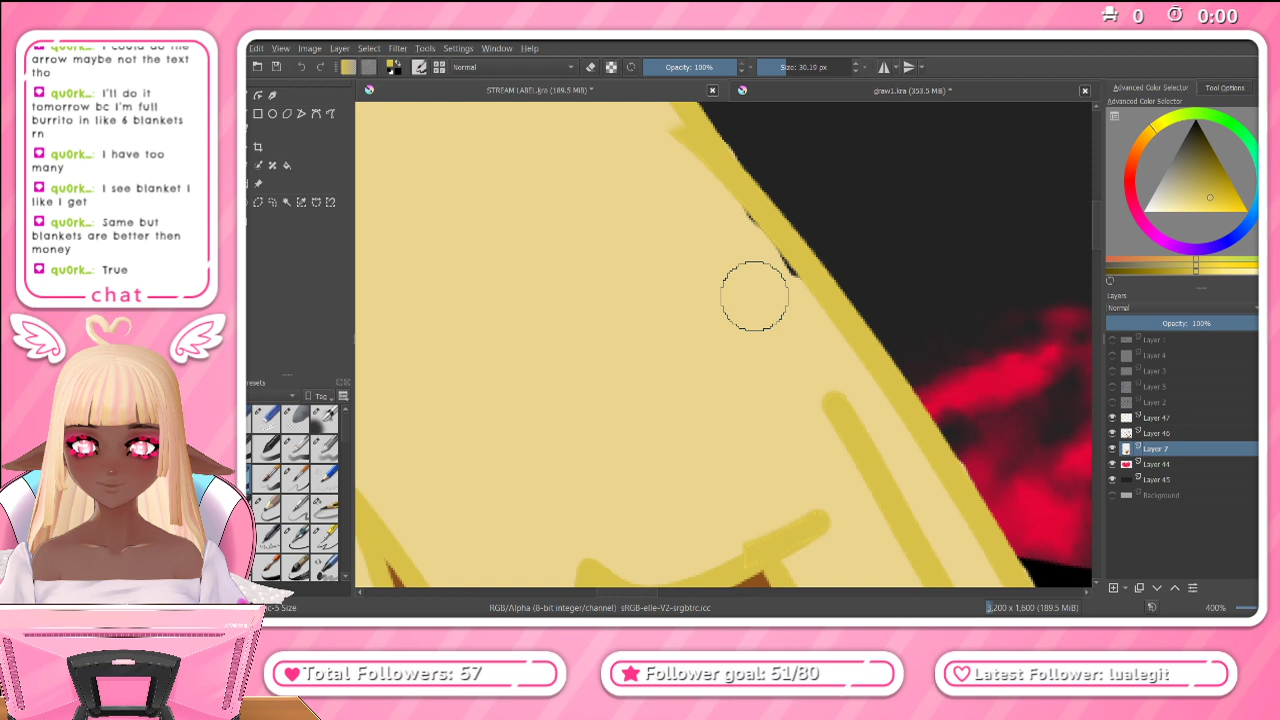 0 0:00
I could do the
arrow maybe not the text
tho
qu0rk_: I'll do it
tomorrow bc I'm full
burrito in like 6 blankets
rn
qu0rk_: I have too
many
qu0rk_: I see blanket I
like I get
qu0rk_: Same but
blankets are better then
money
qu0rk_: True
chat
Edit View Image Layer Select Filter Tools Settings Window Help
Normal Opacity: 100% Size: 30.19 px
STREAM LABEL.kra (189.5 MiB) * graw1.kra (353.5 MiB) *
Advanced Color Selector Tool Options
Advanced Color Selector
Layers
Normal
Opacity: 100%
Layer 4
Layer 3
Layer 5
Layer 2
Layer 47
Layer 46
Layer 7
Layer 44
Layer 45
Background
resets
Tag
c-5 Size RGB/Alpha (8-bit integer/channel) sRGB-elle-V2-srgbtrc.icc 3,200 x 1,600 (189.5 MiB) 400%
Total Followers: 57
Follower goal: 51/80
Latest Follower: lualegit